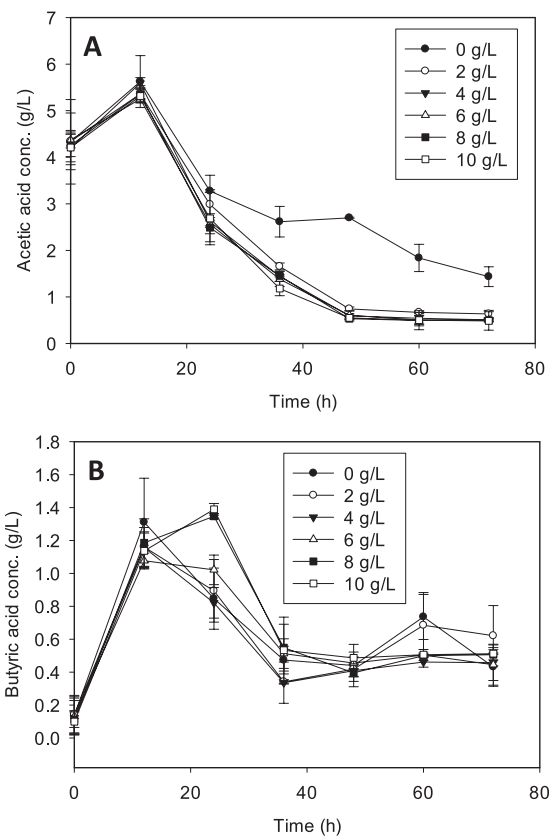 A
7
6
5
4
3
2
1
0
Acetic acid conc. (g/L)
0 g/L
2 g/L
4 g/L
6 g/L
8 g/L
10 g/L
0 20 40 60 80
Time (h)
B
1.8
1.6
1.4
1.2
1.0
0.8
0.6
0.4
0.2
0.0
Butyric acid conc. (g/L)
0 g/L
2 g/L
4 g/L
6 g/L
8 g/L
10 g/L
0 20 40 60 80
Time (h)